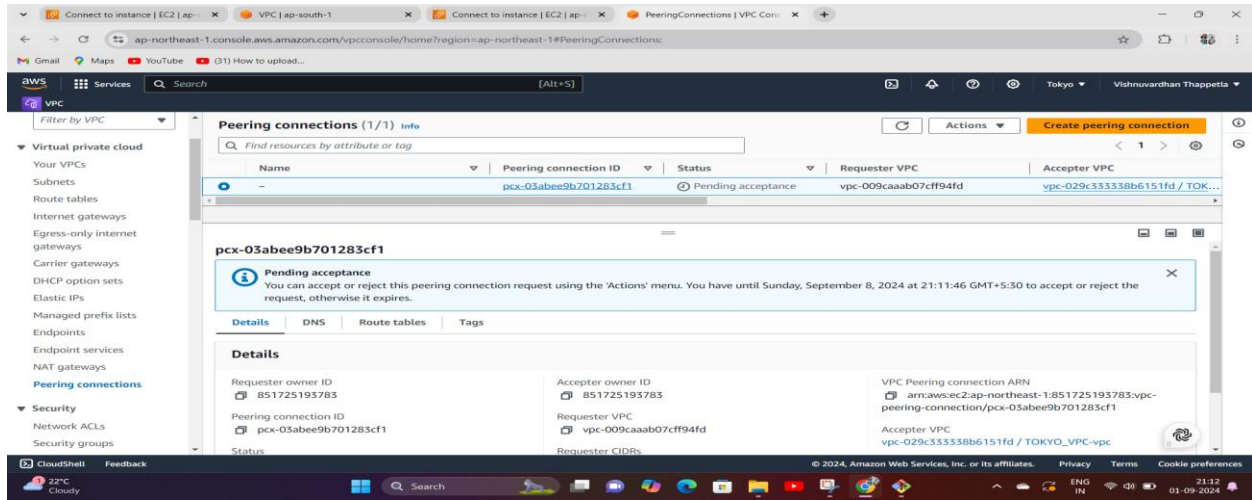 Connect to instance | EC2 | ap-s
VPC | ap-south-1
Connect to instance | EC2 | ap-n
PeeringConnections | VPC Cons
ap-northeast-1.console.aws.amazon.com/vpcconsole/home?region=ap-northeast-1#PeeringConnections:
Gmail Maps YouTube (31) How to upload...
aws Services Search [Alt+S] Tokyo Vishnuvardhan Thappetla
VPC
Filter by VPC
Virtual private cloud
Your VPCs
Subnets
Route tables
Internet gateways
Egress-only internet
gateways
Carrier gateways
DHCP option sets
Elastic IPs
Managed prefix lists
Endpoints
Endpoint services
NAT gateways
Peering connections
Security
Network ACLs
Security groups
Peering connections (1/1) Info
Actions Create peering connection
Find resources by attribute or tag
1
Name Peering connection ID Status Requester VPC Accepter VPC
– pcx-03abee9b701283cf1 Pending acceptance vpc-009caaab07cff94fd vpc-029c333338b6151fd / TOK...
pcx-03abee9b701283cf1
Pending acceptance
You can accept or reject this peering connection request using the 'Actions' menu. You have until Sunday, September 8, 2024 at 21:11:46 GMT+5:30 to accept or reject the
request, otherwise it expires.
Details DNS Route tables Tags
Details
Requester owner ID
851725193783
Accepter owner ID
851725193783
VPC Peering connection ARN
arn:aws:ec2:ap-northeast-1:851725193783:vpc-
peering-connection/pcx-03abee9b701283cf1
Peering connection ID
pcx-03abee9b701283cf1
Requester VPC
vpc-009caaab07cff94fd
Accepter VPC
vpc-029c333338b6151fd / TOKYO_VPC-vpc
Status
Requester CIDRs
CloudShell Feedback © 2024, Amazon Web Services, Inc. or its affiliates. Privacy Terms Cookie preferences
1
22°C
Cloudy
Search
ENG
IN
21:12
01-09-2024